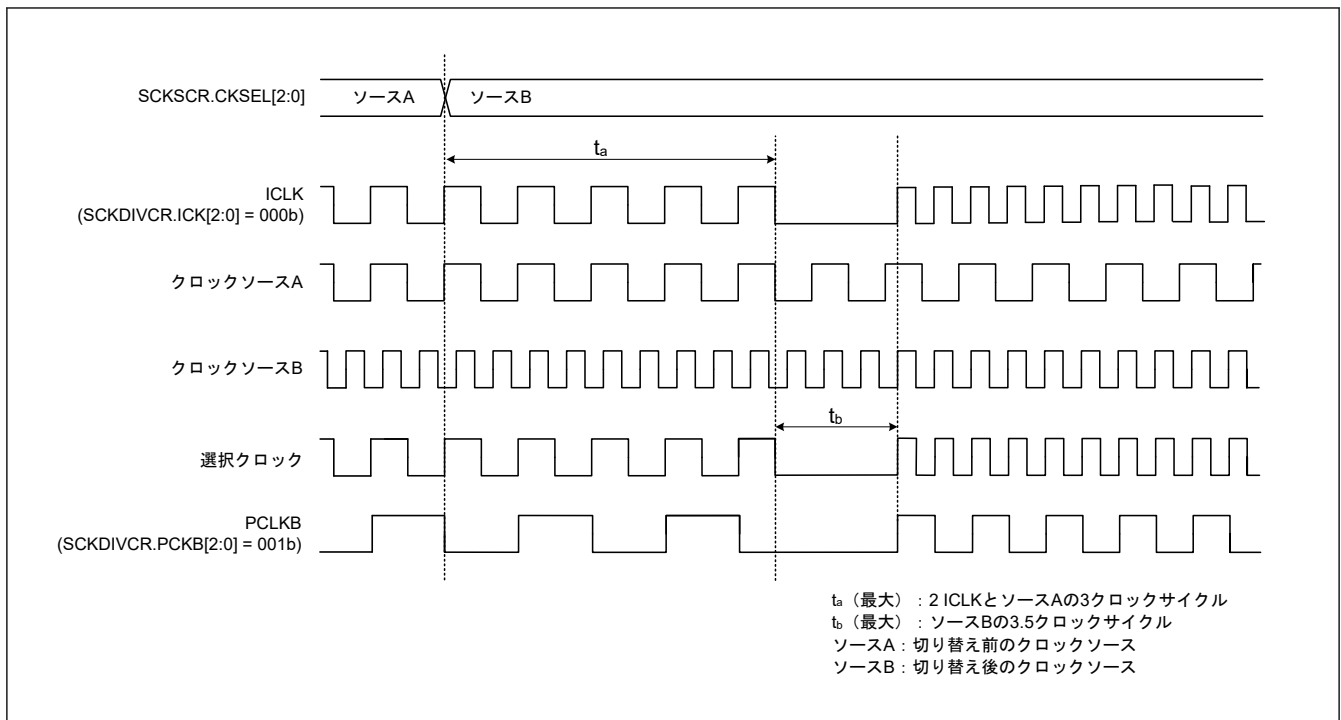 SCKSCR.CKSEL[2:0]
ソースA
ソースB
ta
ICLK
(SCKDIVCR.ICK[2:0] = 000b)
クロックソースA
クロックソースB
tb
選択クロック
PCLKB
(SCKDIVCR.PCKB[2:0] = 001b)
ta（最大）：2 ICLKとソースAの3クロックサイクル
tb（最大）：ソースBの3.5クロックサイクル
ソースA：切り替え前のクロックソース
ソースB：切り替え後のクロックソース